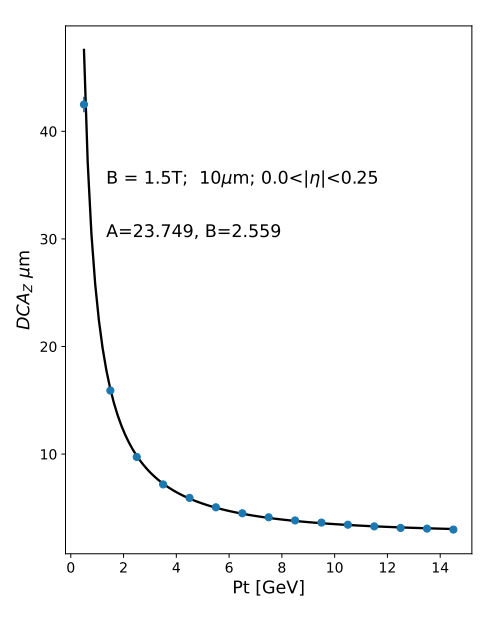 B = 1.5T;  10μm; 0.0<|η|<0.25
A=23.749, B=2.559
DCA_Z μm
40
30
20
10
0 2 4 6 8 10 12 14
Pt [GeV]